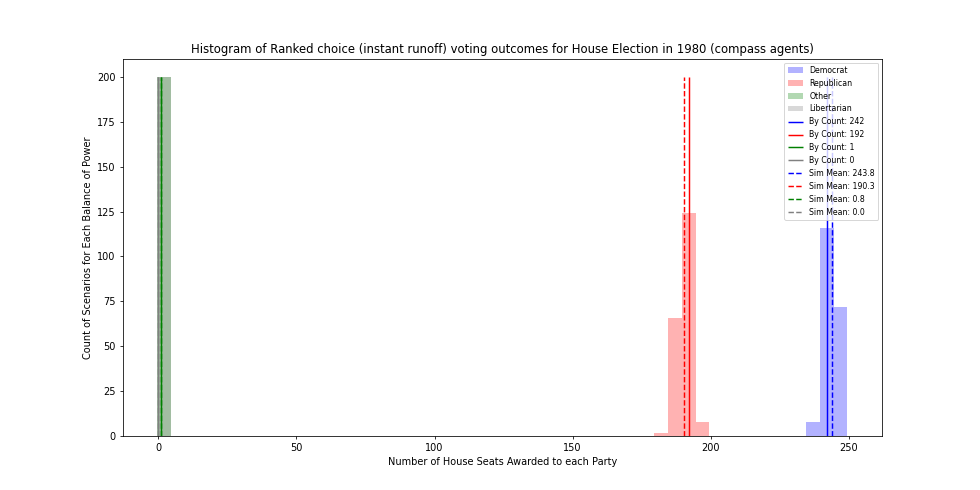 Histogram of Ranked choice (instant runoff) voting outcomes for House Election in 1980 (compass agents)
Democrat
Republican
Other
Libertarian
By Count: 242
By Count: 192
By Count: 1
By Count: 0
Sim Mean: 243.8
Sim Mean: 190.3
Sim Mean: 0.8
Sim Mean: 0.0
Count of Scenarios for Each Balance of Power
200
175
150
125
100
75
50
25
0
0
50
100
150
200
250
Number of House Seats Awarded to each Party